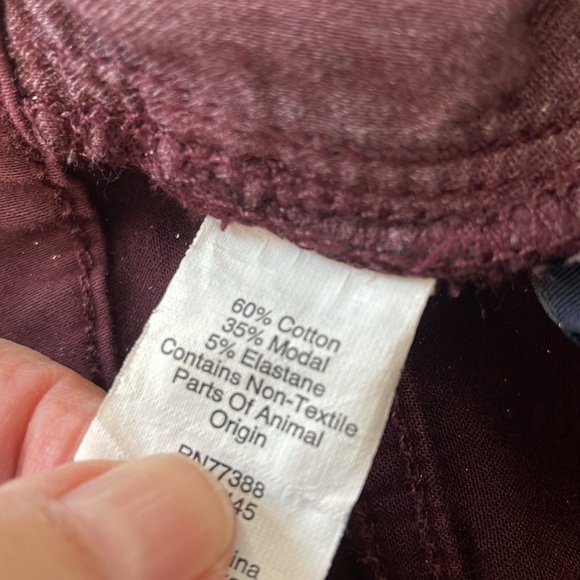 60% Cotton
35% Modal
5% Elastane
Contains Non-Textile
Parts Of Animal
Origin
RN77388